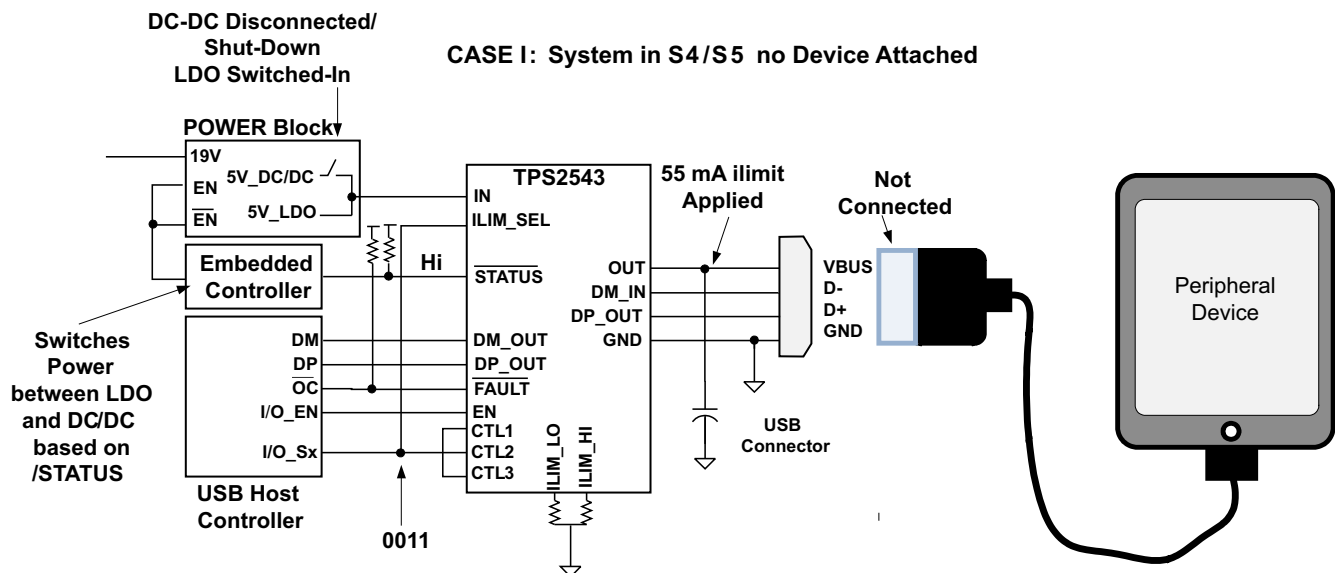 DC-DC Disconnected/
Shut-Down
LDO Switched-In
CASE I: System in S4/S5 no Device Attached
POWER Block
19V
EN
EN
5V_DC/DC
5V_LDO
Embedded
Controller
Hi
Switches
Power
between LDO
and DC/DC
based on
/STATUS
DM
DP
OC
I/O_EN
I/O_Sx
USB Host
Controller
0011
TPS2543
IN
ILIM_SEL
STATUS
DM_OUT
DP_OUT
FAULT
EN
CTL1
CTL2
CTL3
ILIM_LO
ILIM_HI
OUT
DM_IN
DP_OUT
GND
55 mA ilimit
Applied
USB
Connector
VBUS
D-
D+
GND
Not
Connected
Peripheral
Device